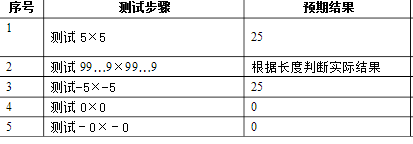 序号 测试步骤 预期结果
1 测试 5×5 25
2 测试 99…9×99…9 根据长度判断实际结果
3 测试-5×-5 25
4 测试 0×0 0
5 测试－0×－0 0